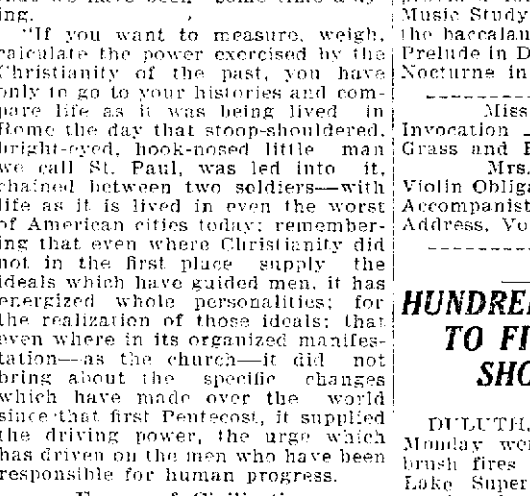 ing.
"If you want to measure, weigh,
calculate the power exercised by the
Christianity of the past, you have
only to go to your histories and com-
pare life as it was being lived in
Rome the day that stoop-shouldered,
bright-eyed, hook-nosed little man
we call St. Paul, was led into it,
chained between two soldiers—with
life as it is lived in even the worst
of American cities today; remember-
ing that even where Christianity did
not in the first place supply the
ideals which have guided men, it has
energized whole personalities; for
the realization of those ideals; that
even where in its organized manifes-
tation—as the church—it did not
bring about the specific changes
which have made over the world
since that first Pentecost, it supplied
the driving power, the urge which
has driven on the men who have been
responsible for human progress.
Music Study
the baccalau
Prelude in D
Nocturne in
Miss
Invocation
Grass and
Mrs.
Violin Obliga
Accompanist
Address, Vo
HUNDRE
TO FI
SHO
DULUTH,
Monday we
brush fires
Lake Super